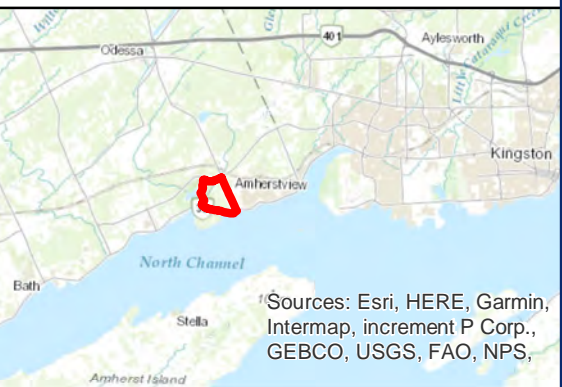 401
Aylesworth
Odessa
Little Cataraqui Creek
Kingston
Amherstview
North Channel
Bath
Stella
Sources: Esri, HERE, Garmin,
Intermap, increment P Corp.,
GEBCO, USGS, FAO, NPS,
Amherst Island